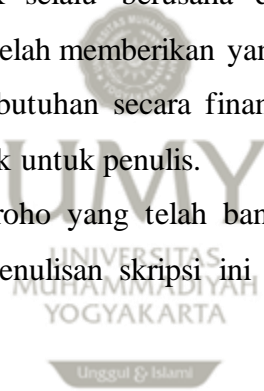 selalu berusaha
telah memberikan yan
butuhan secara finan
k untuk penulis.
roho yang telah ban
enulisan skripsi ini
UMY
UNIVERSITAS
MUHAMMADIYAH
YOGYAKARTA
Unggul & Islami